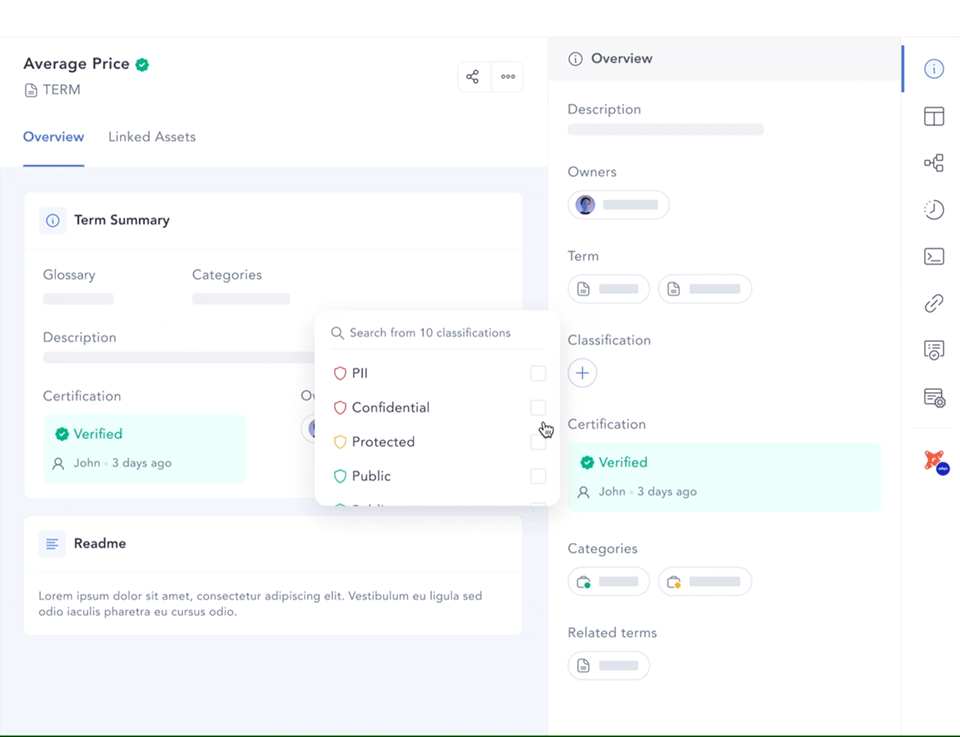 Average Price
TERM
Overview
Linked Assets
Term Summary
Glossary
Categories
Description
Certification
Verified
John • 3 days ago
Readme
Lorem ipsum dolor sit amet, consectetur adipiscing elit. Vestibulum eu ligula sed
odio iaculis pharetra eu cursus odio.
Search from 10 classifications
PII
Confidential
Protected
Public
Overview
Description
Owners
Term
Classification
Certification
Verified
John • 3 days ago
Categories
Related terms